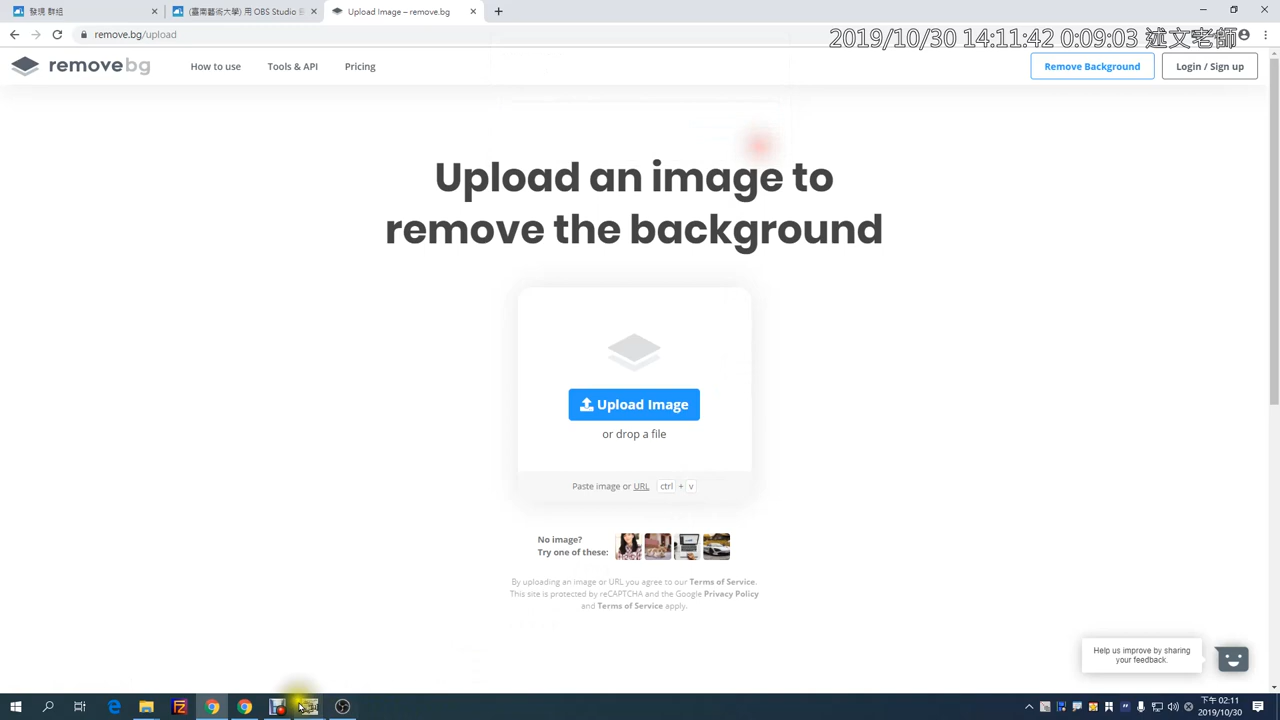 發現 群組
(臺南藝術大學) 用 OBS Studio
Upload Image – remove.bg
remove.bg/upload
2019/10/30 14:11:42 0:09:03 述文老師
removebg
How to use
Tools & API
Pricing
Remove Background
Login / Sign up
Upload an image to
remove the background
Upload Image
or drop a file
Paste image or URL ctrl + v
No image?
Try one of these:
By uploading an image or URL you agree to our Terms of Service.
This site is protected by reCAPTCHA and the Google Privacy Policy
and Terms of Service apply.
Help us improve by sharing
your feedback.
下午 02:11
2019/10/30